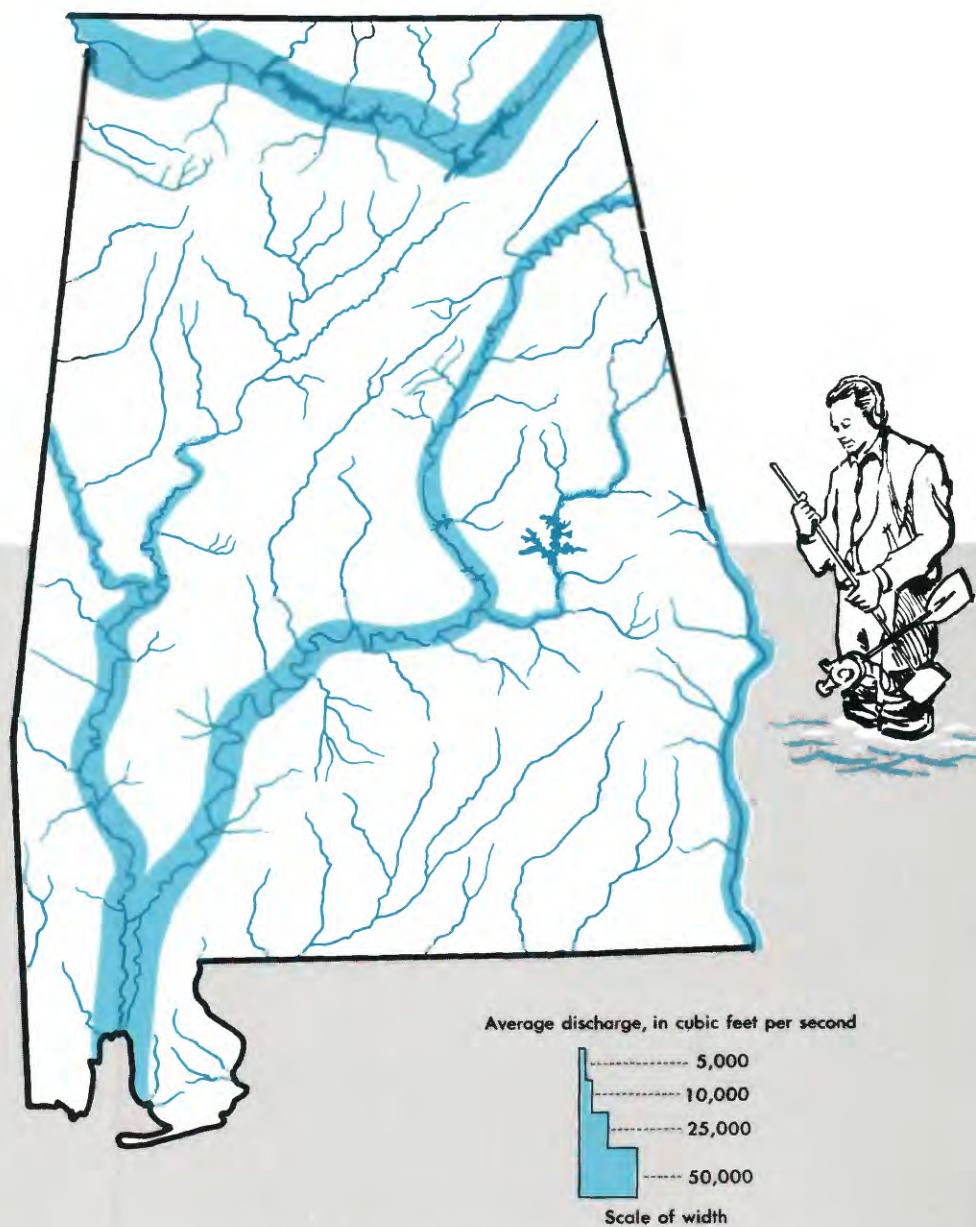 Average discharge, in cubic feet per second
5,000
10,000
25,000
50,000
Scale of width